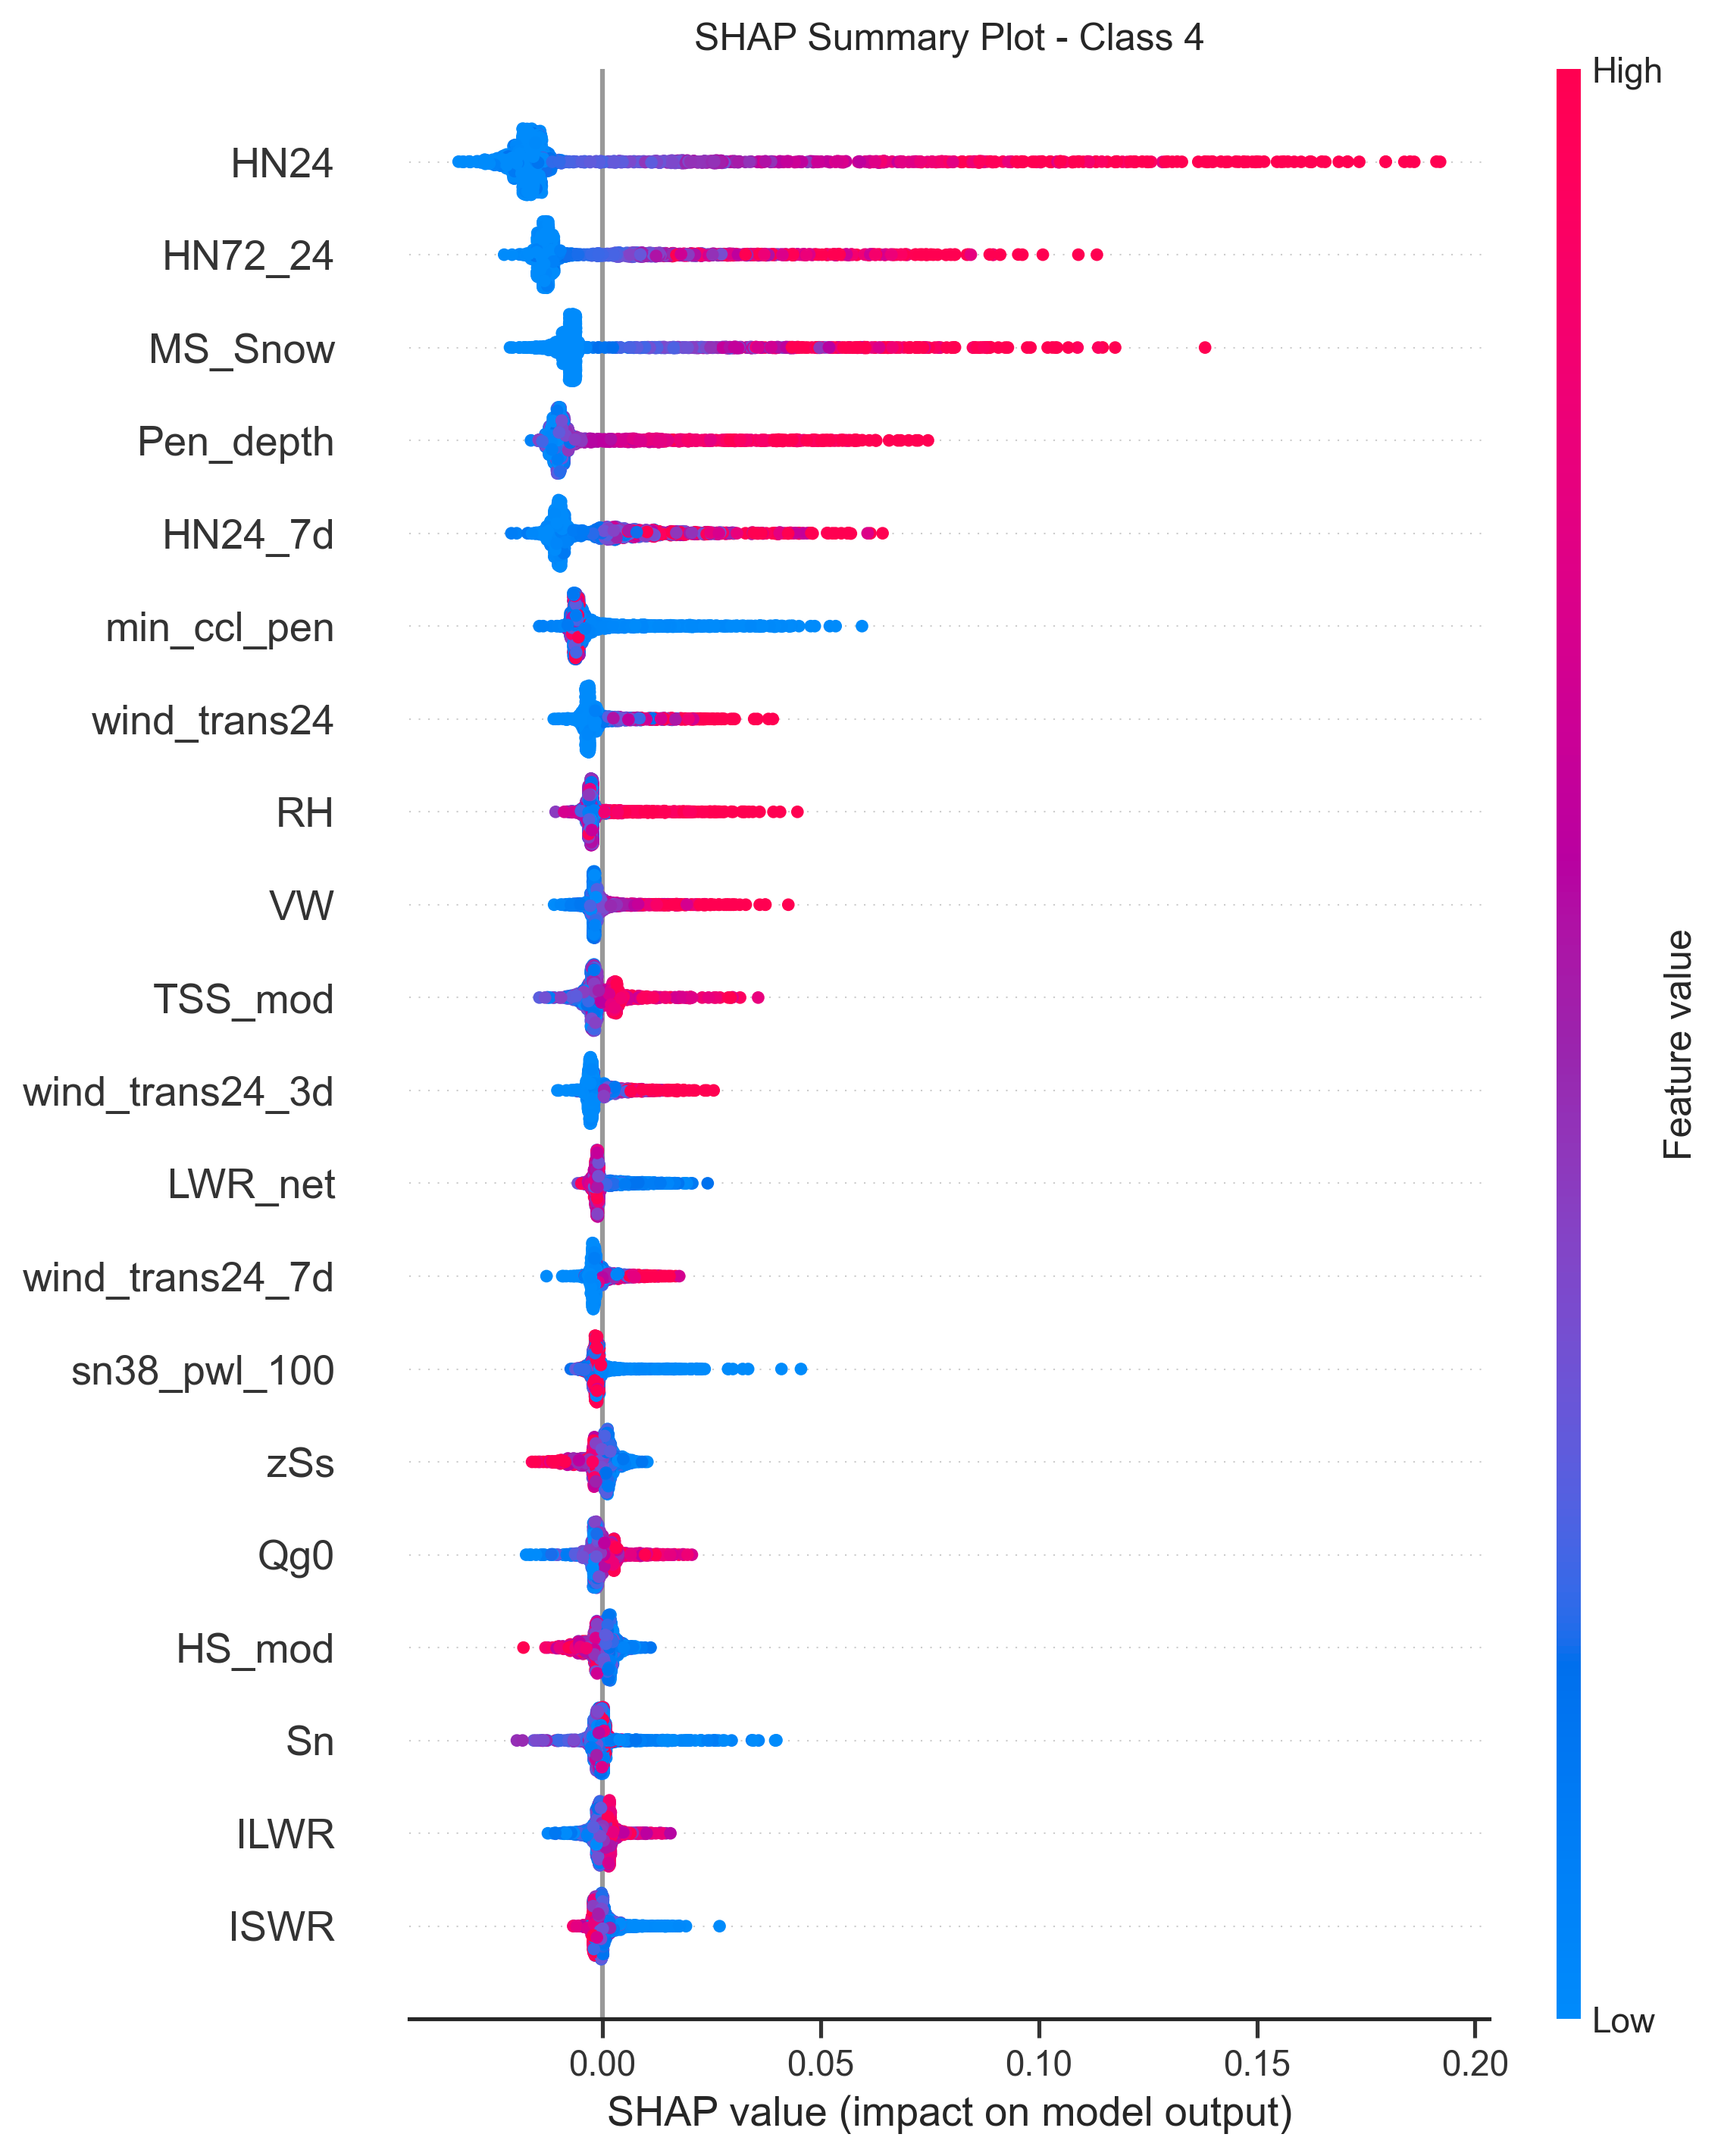 SHAP Summary Plot - Class 4
High
HN24
HN72_24
MS_Snow
Pen_depth
HN24_7d
min_ccl_pen
wind_trans24
RH
VW
TSS_mod
wind_trans24_3d
LWR_net
wind_trans24_7d
sn38_pwl_100
zSs
Qg0
HS_mod
Sn
ILWR
ISWR
Feature value
Low
0.00 0.05 0.10 0.15 0.20
SHAP value (impact on model output)